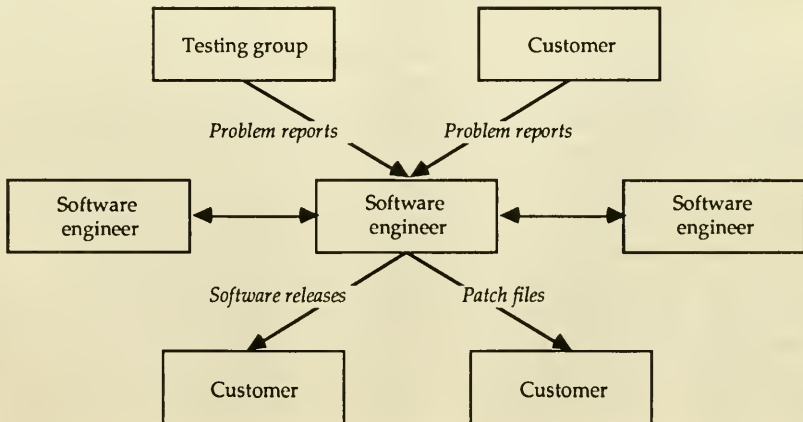 Testing group
Customer
Problem reports
Problem reports
Software
engineer
Software
engineer
Software
engineer
Software releases
Patch files
Customer
Customer